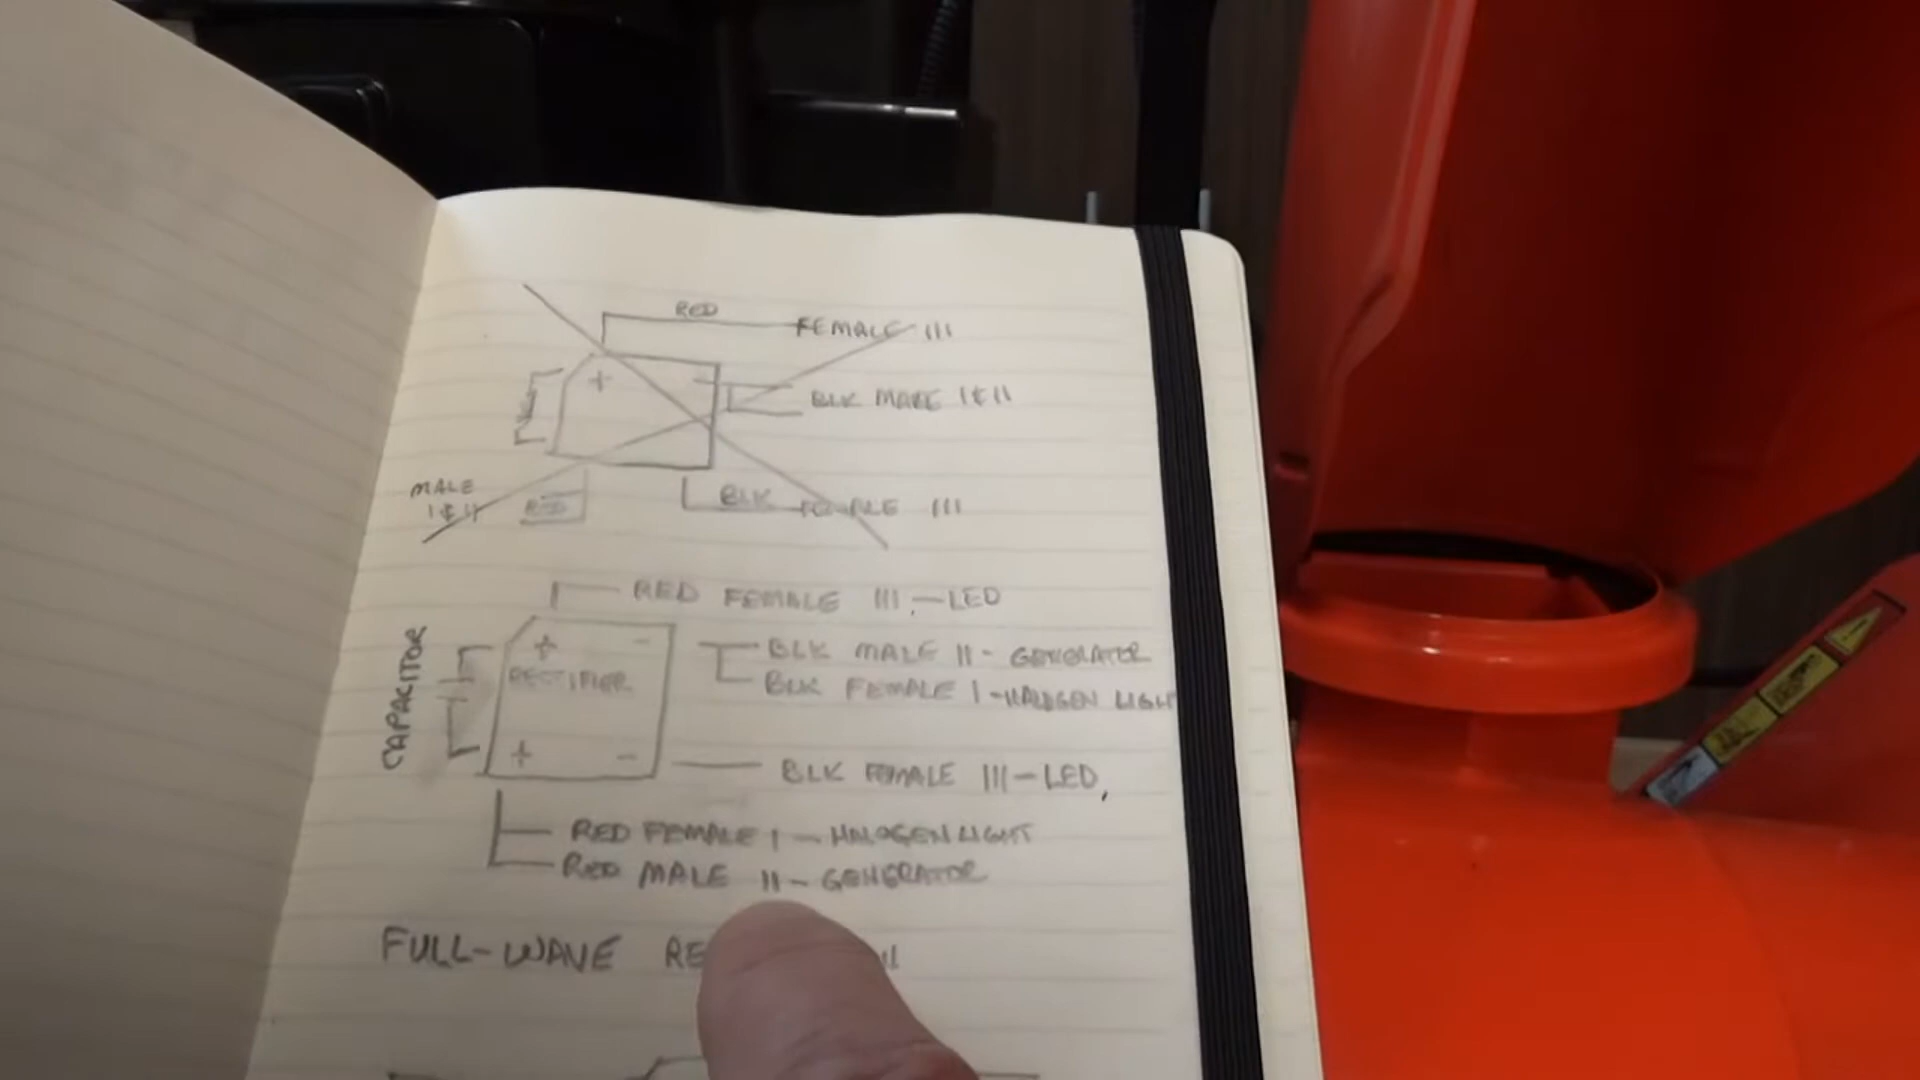 RED
FEMALE III
+ -
BLK MALE I & II
MALE
I & II
RED
BLK FEMALE III
RED FEMALE III - LED
CAPACITOR
+ -
RECTIFIER
+ -
BLK MALE II - GENERATOR
BLK FEMALE I - HALOGEN LIGHT
BLK FEMALE III - LED
RED FEMALE I - HALOGEN LIGHT
RED MALE II - GENERATOR
FULL-WAVE